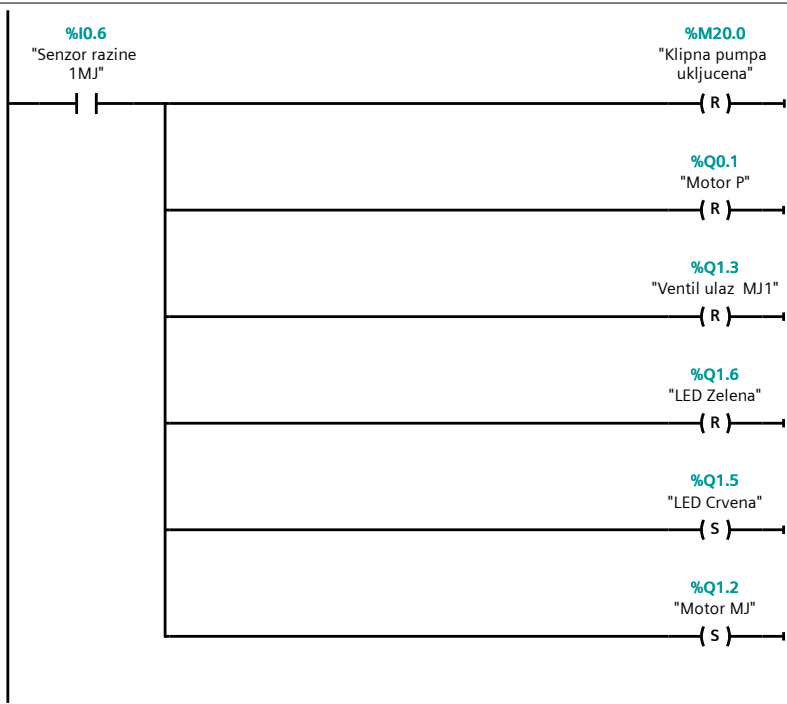 %I0.6
"Senzor razine
1MJ"
%M20.0
"Klipna pumpa
ukljucena"
R
%Q0.1
"Motor P"
R
%Q1.3
"Ventil ulaz  MJ1"
R
%Q1.6
"LED Zelena"
R
%Q1.5
"LED Crvena"
S
%Q1.2
"Motor MJ"
S